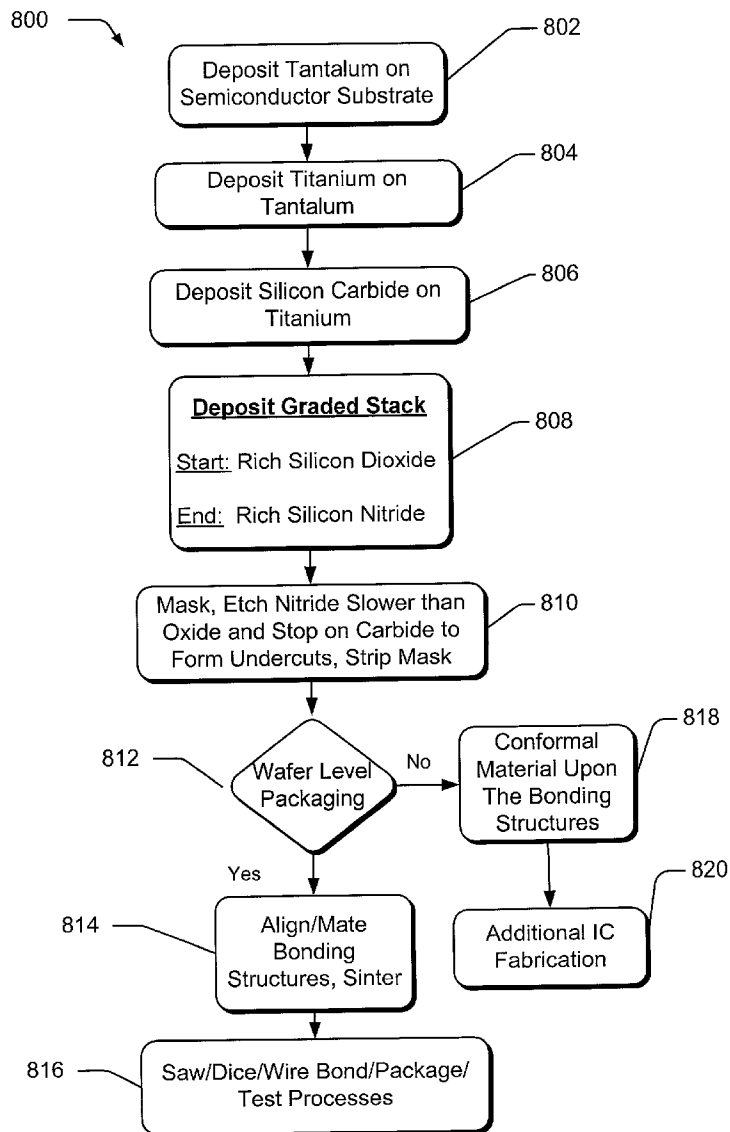 800
802
Deposit Tantalum on
Semiconductor Substrate
804
Deposit Titanium on
Tantalum
806
Deposit Silicon Carbide on
Titanium
Deposit Graded Stack
808
Start: Rich Silicon Dioxide
End: Rich Silicon Nitride
810
Mask, Etch Nitride Slower than
Oxide and Stop on Carbide to
Form Undercuts, Strip Mask
812
Wafer Level
Packaging
No
818
Conformal
Material Upon
The Bonding
Structures
Yes
820
814
Align/Mate
Bonding
Structures, Sinter
Additional IC
Fabrication
816
Saw/Dice/Wire Bond/Package/
Test Processes